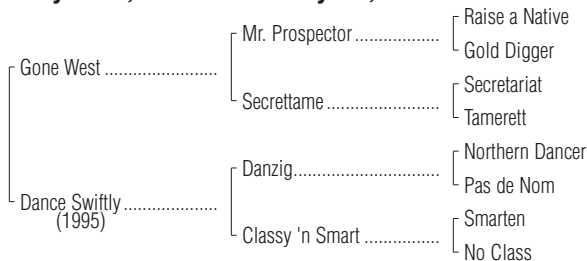 Raise a Native
Mr. Prospector ..................
Gold Digger
Gone West ........................
Secretariat
Secrettame ........................
Tamerett
Northern Dancer
Danzig...............................
Pas de Nom
Dance Swiftly ....................
(1995)
Smarten
Classy 'n Smart ................
No Class